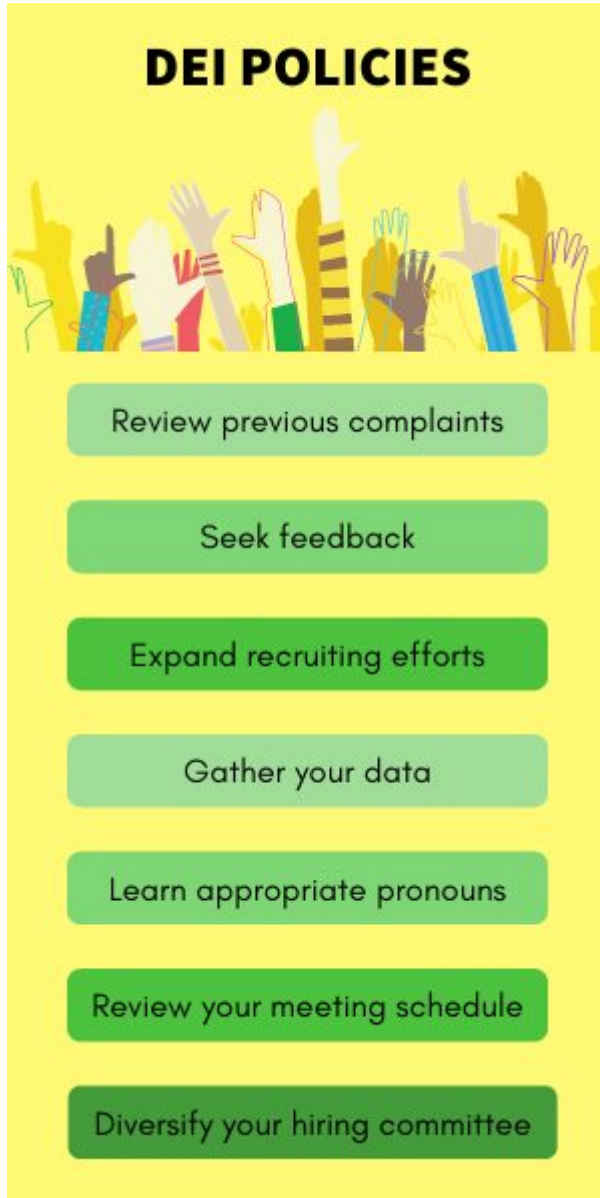 DEI POLICIES
Review previous complaints
Seek feedback
Expand recruiting efforts
Gather your data
Learn appropriate pronouns
Review your meeting schedule
Diversify your hiring committee